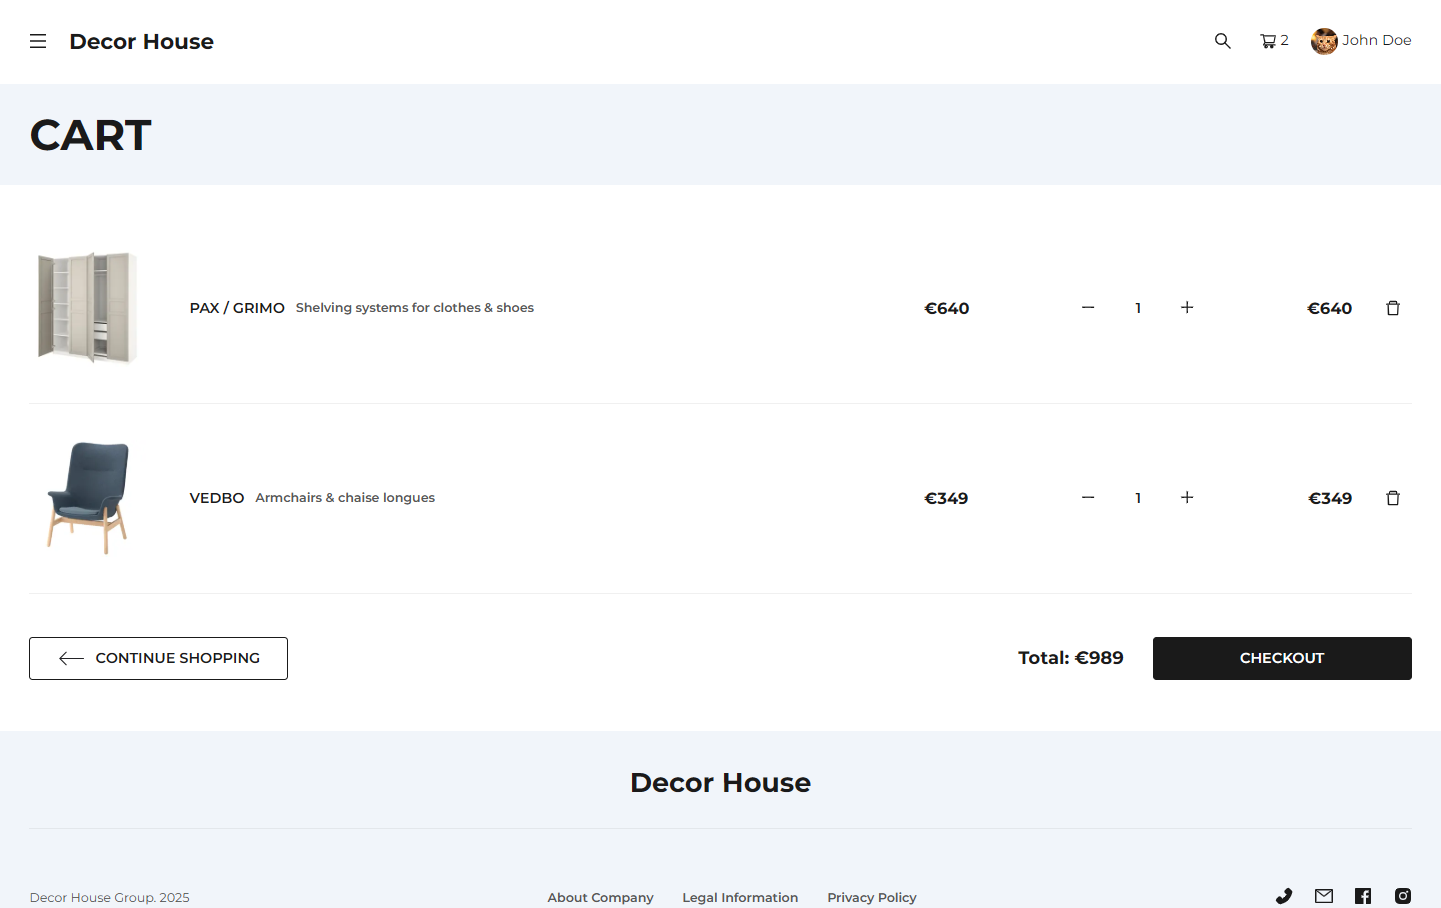 Decor House
2
John Doe
CART
PAX / GRIMO Shelving systems for clothes & shoes €640 1 €640
VEDBO Armchairs & chaise longues €349 1 €349
CONTINUE SHOPPING Total: €989 CHECKOUT
Decor House
Decor House Group. 2025 About Company Legal Information Privacy Policy